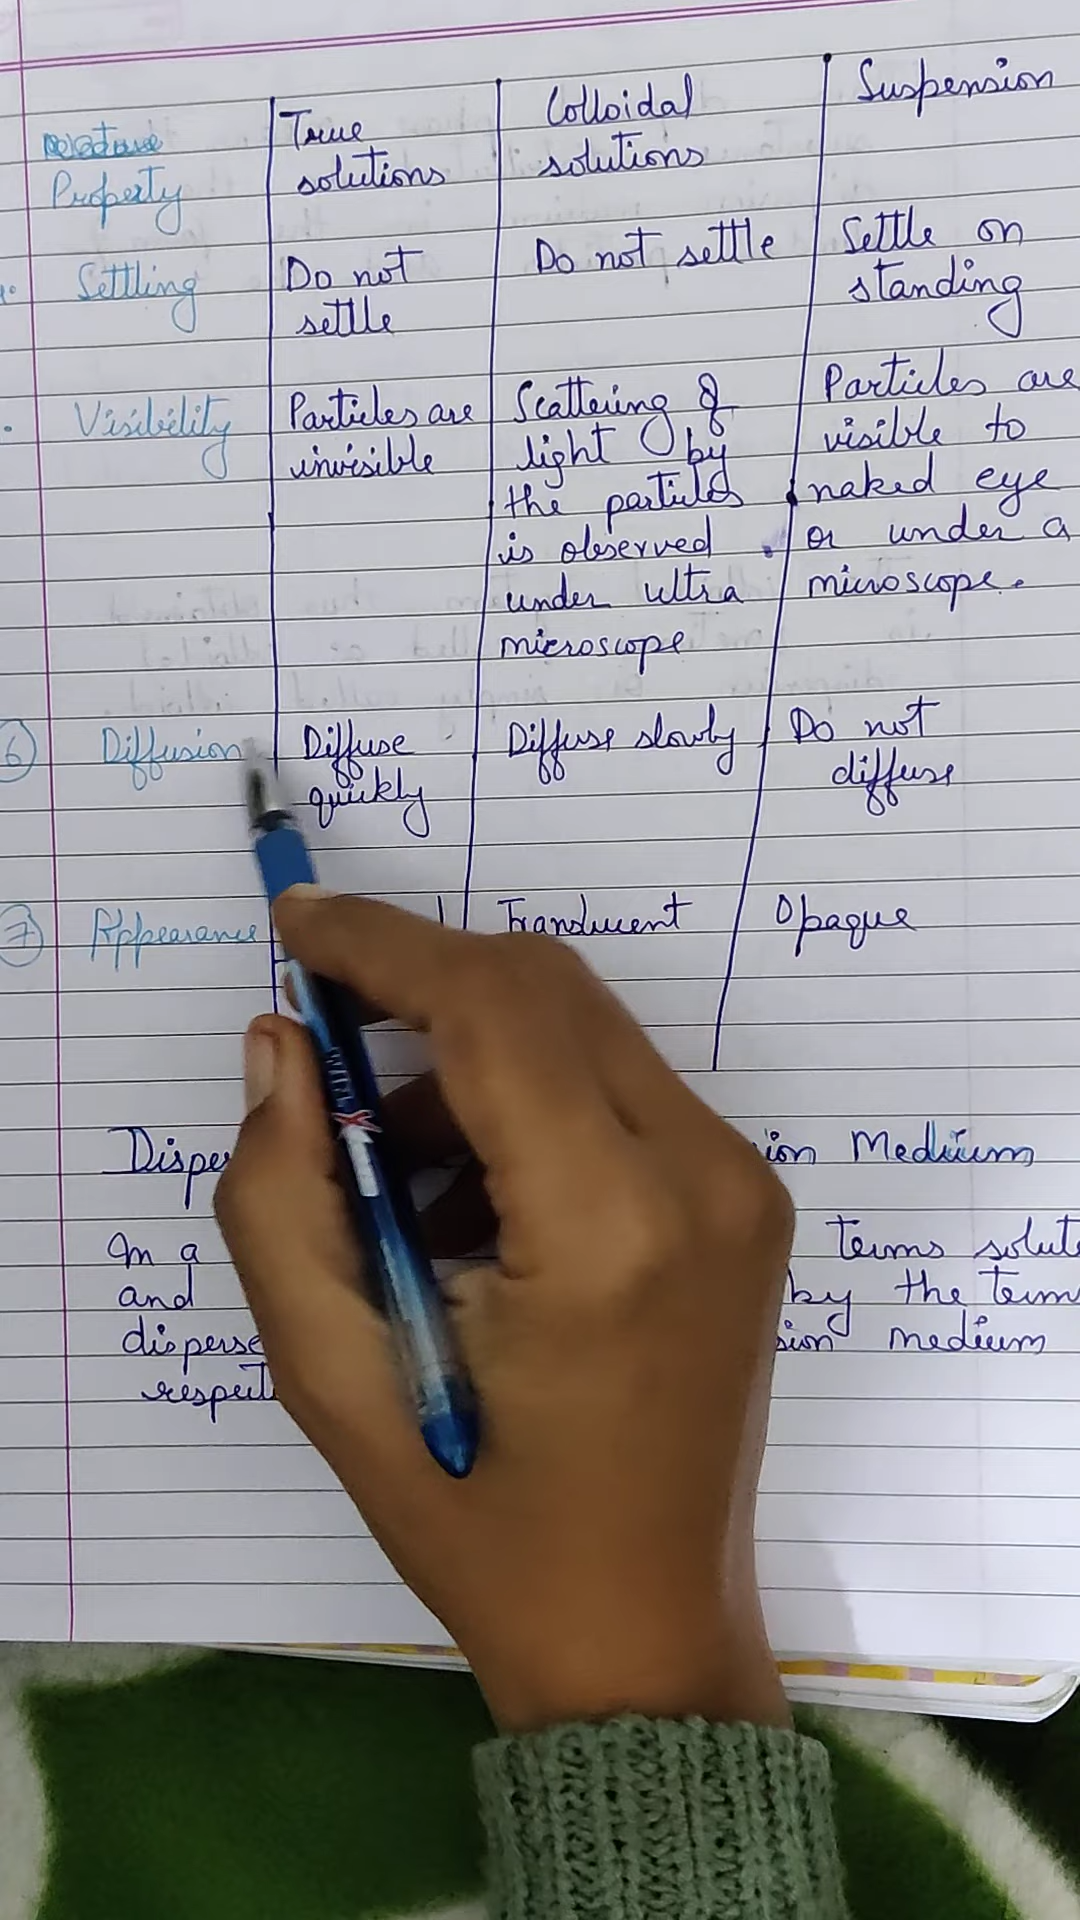 Property
True
solutions
Colloidal
solutions
Suspension
Settling
Do not
settle
Do not settle
Settle on
standing
Visibility
Particles are
invisible
Scattering of
light by
the particles
is observed
under ultra
microscope
Particles are
visible to
naked eye
or under a
microscope.
6 Diffusion
Diffuse
quickly
Diffuse slowly
Do not
diffuse
7 Appearance
Translucent
Opaque
Medium
In a terms
and by the
medium